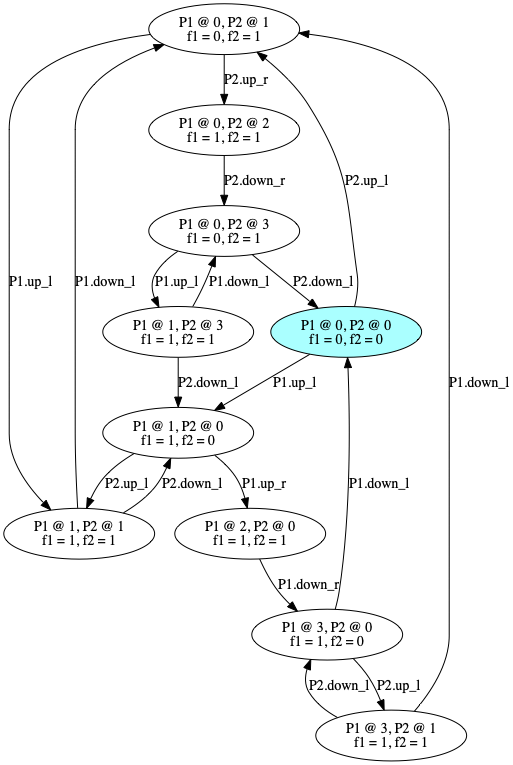 P1 @ 0, P2 @ 1
f1 = 0, f2 = 1
P2.up_r
P1 @ 0, P2 @ 2
f1 = 1, f2 = 1
P2.down_r
P2.up_l
P1 @ 0, P2 @ 3
f1 = 0, f2 = 1
P1.up_l
P1.down_l
P1.up_l
P1.down_l
P2.down_l
P1 @ 1, P2 @ 3
f1 = 1, f2 = 1
P1 @ 0, P2 @ 0
f1 = 0, f2 = 0
P2.down_l
P1.up_l
P1.down_l
P1 @ 1, P2 @ 0
f1 = 1, f2 = 0
P2.up_l
P2.down_l
P1.up_r
P1.down_l
P1 @ 1, P2 @ 1
f1 = 1, f2 = 1
P1 @ 2, P2 @ 0
f1 = 1, f2 = 1
P1.down_r
P1 @ 3, P2 @ 0
f1 = 1, f2 = 0
P2.down_l
P2.up_l
P1 @ 3, P2 @ 1
f1 = 1, f2 = 1